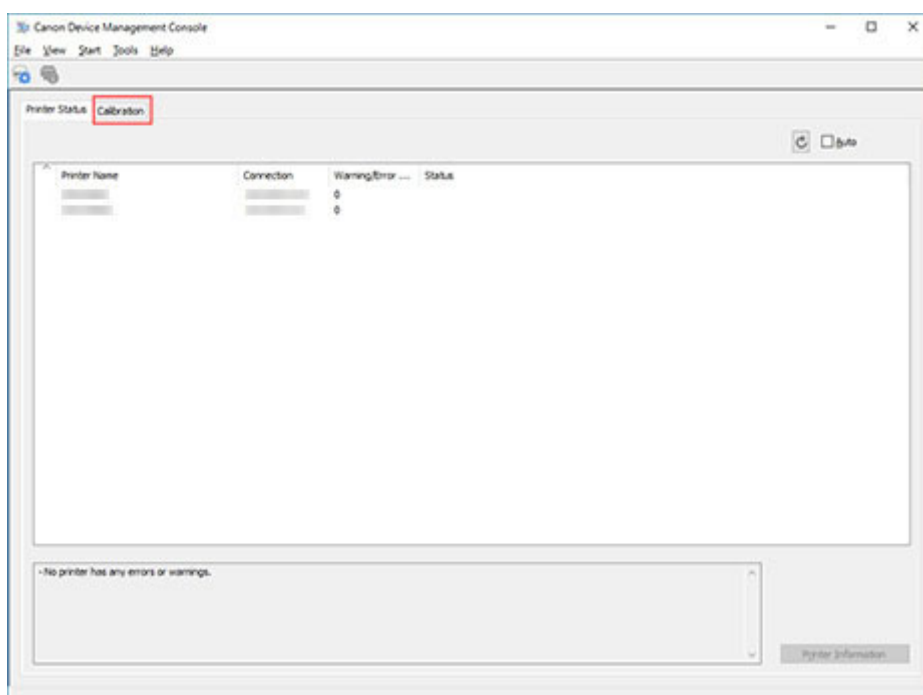 Canon Device Management Console
File View Start Tools Help
Printer Status Calibration
Auto
Printer Name Connection Warning/Error .... Status
0
0
-No printer has any errors or warnings.
Printer Information